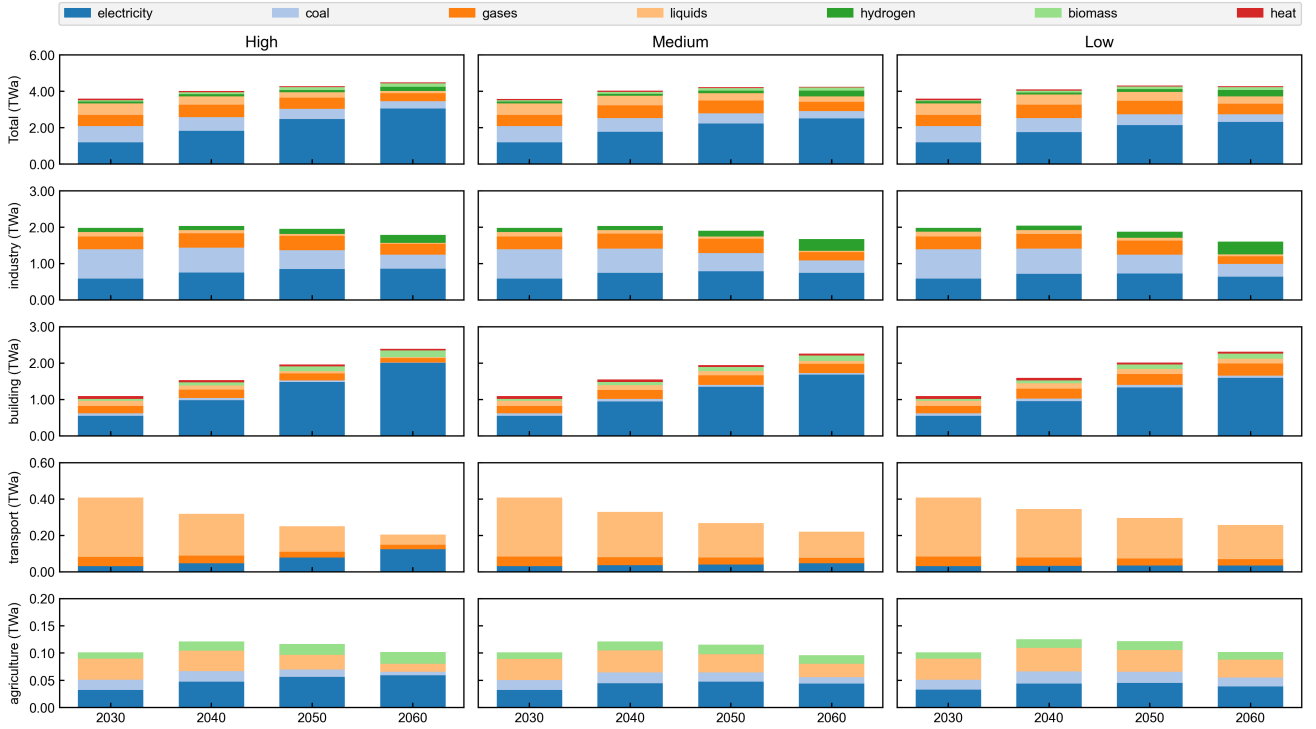 electricity coal gases liquids hydrogen biomass heat
High Medium Low
Total (TWa)
6.00
4.00
2.00
0.00
industry (TWa)
3.00
2.00
1.00
0.00
building (TWa)
3.00
2.00
1.00
0.00
transport (TWa)
0.60
0.40
0.20
0.00
agriculture (TWa)
0.20
0.15
0.10
0.05
0.00
2030 2040 2050 2060 2030 2040 2050 2060 2030 2040 2050 2060